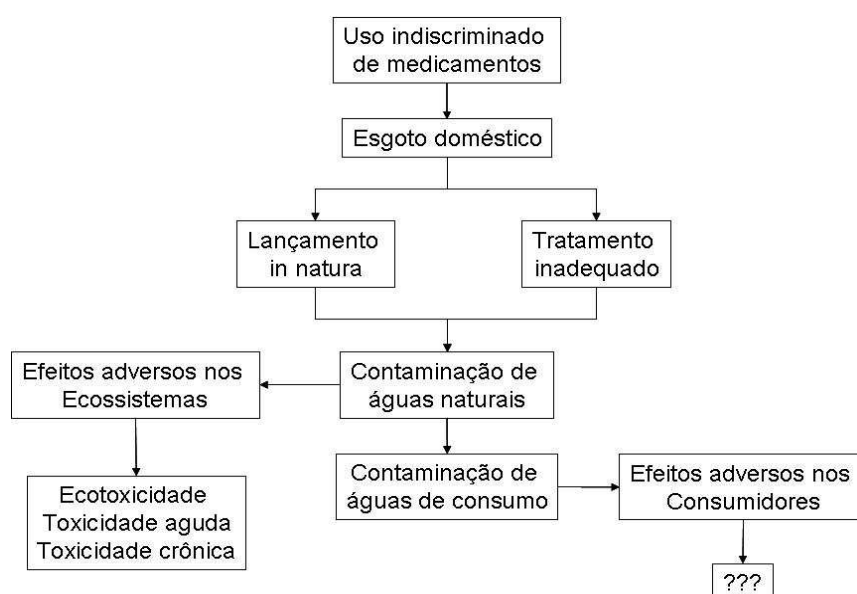 Uso indiscriminado
de medicamentos
Esgoto doméstico
Lançamento
in natura
Tratamento
inadequado
Efeitos adversos nos
Ecossistemas
Contaminação de
águas naturais
Ecotoxicidade
Toxicidade aguda
Toxicidade crônica
Contaminação de
águas de consumo
Efeitos adversos nos
Consumidores
???